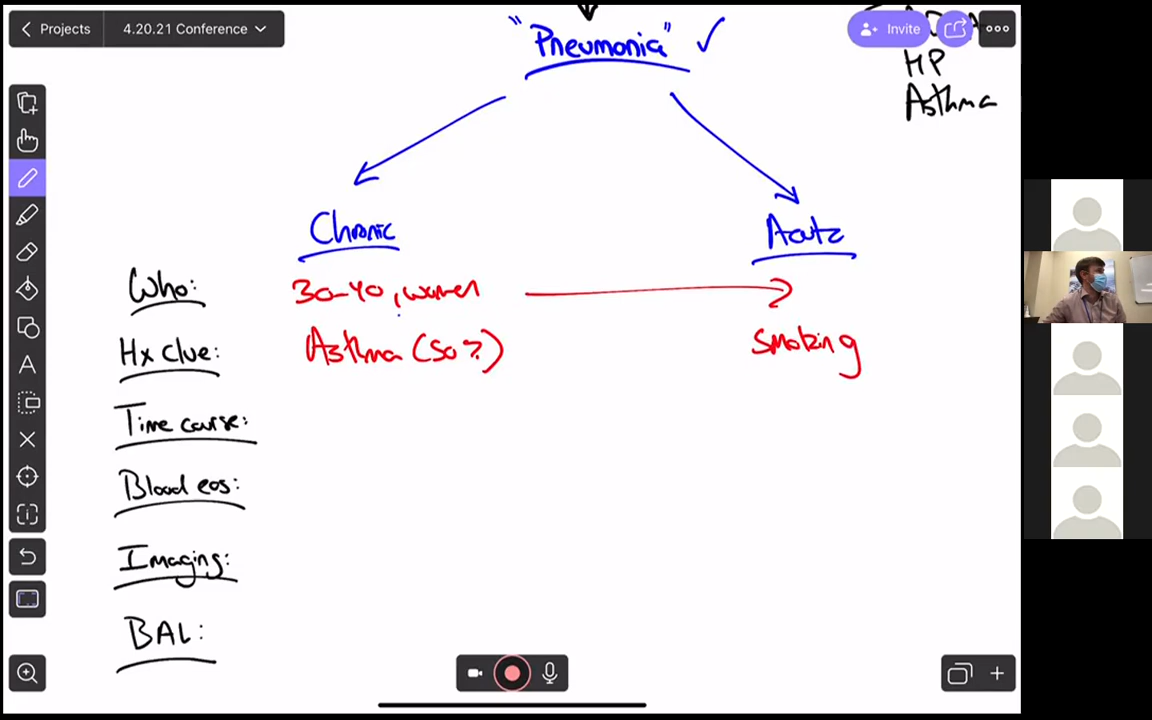 Projects
4.20.21 Conference
Invite
"Pneumonia" ✓
HP
Asthma
Chronic
Acute
Who: 30-40, women
Hx Clue: Asthma (50%) smoking
Time course:
Blood eos:
Imaging:
BAL: